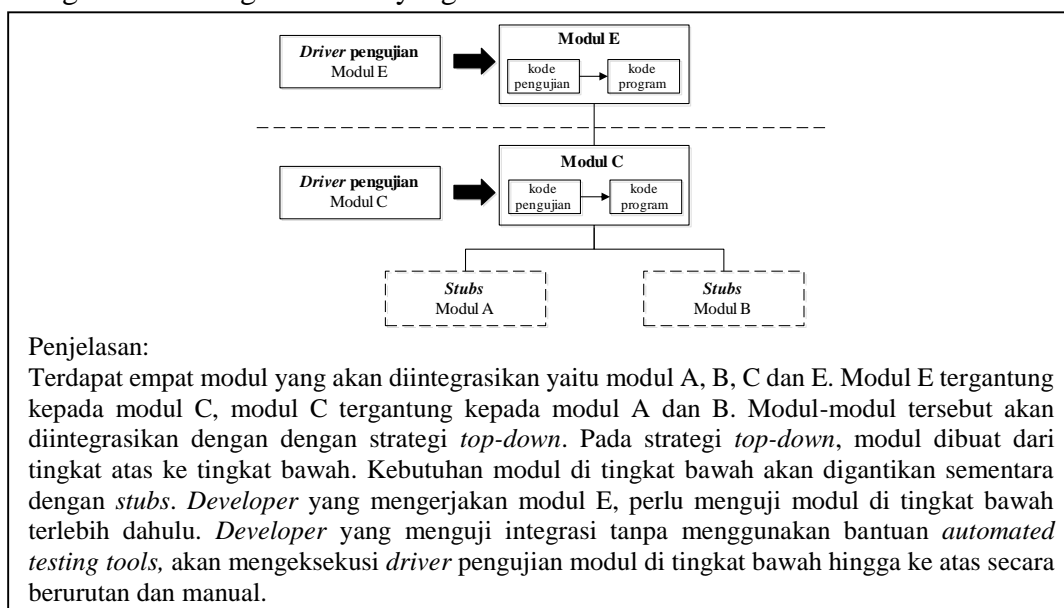 Driver pengujian
Modul E
Modul E
kode
pengujian
kode
program
Driver pengujian
Modul C
Modul C
kode
pengujian
kode
program
Stubs
Modul A
Stubs
Modul B
Penjelasan:
Terdapat empat modul yang akan diintegrasikan yaitu modul A, B, C dan E. Modul E tergantung
kepada modul C, modul C tergantung kepada modul A dan B. Modul-modul tersebut akan
diintegrasikan dengan dengan strategi top-down. Pada strategi top-down, modul dibuat dari
tingkat atas ke tingkat bawah. Kebutuhan modul di tingkat bawah akan digantikan sementara
dengan stubs. Developer yang mengerjakan modul E, perlu menguji modul di tingkat bawah
terlebih dahulu. Developer yang menguji integrasi tanpa menggunakan bantuan automated
testing tools, akan mengeksekusi driver pengujian modul di tingkat bawah hingga ke atas secara
berurutan dan manual.